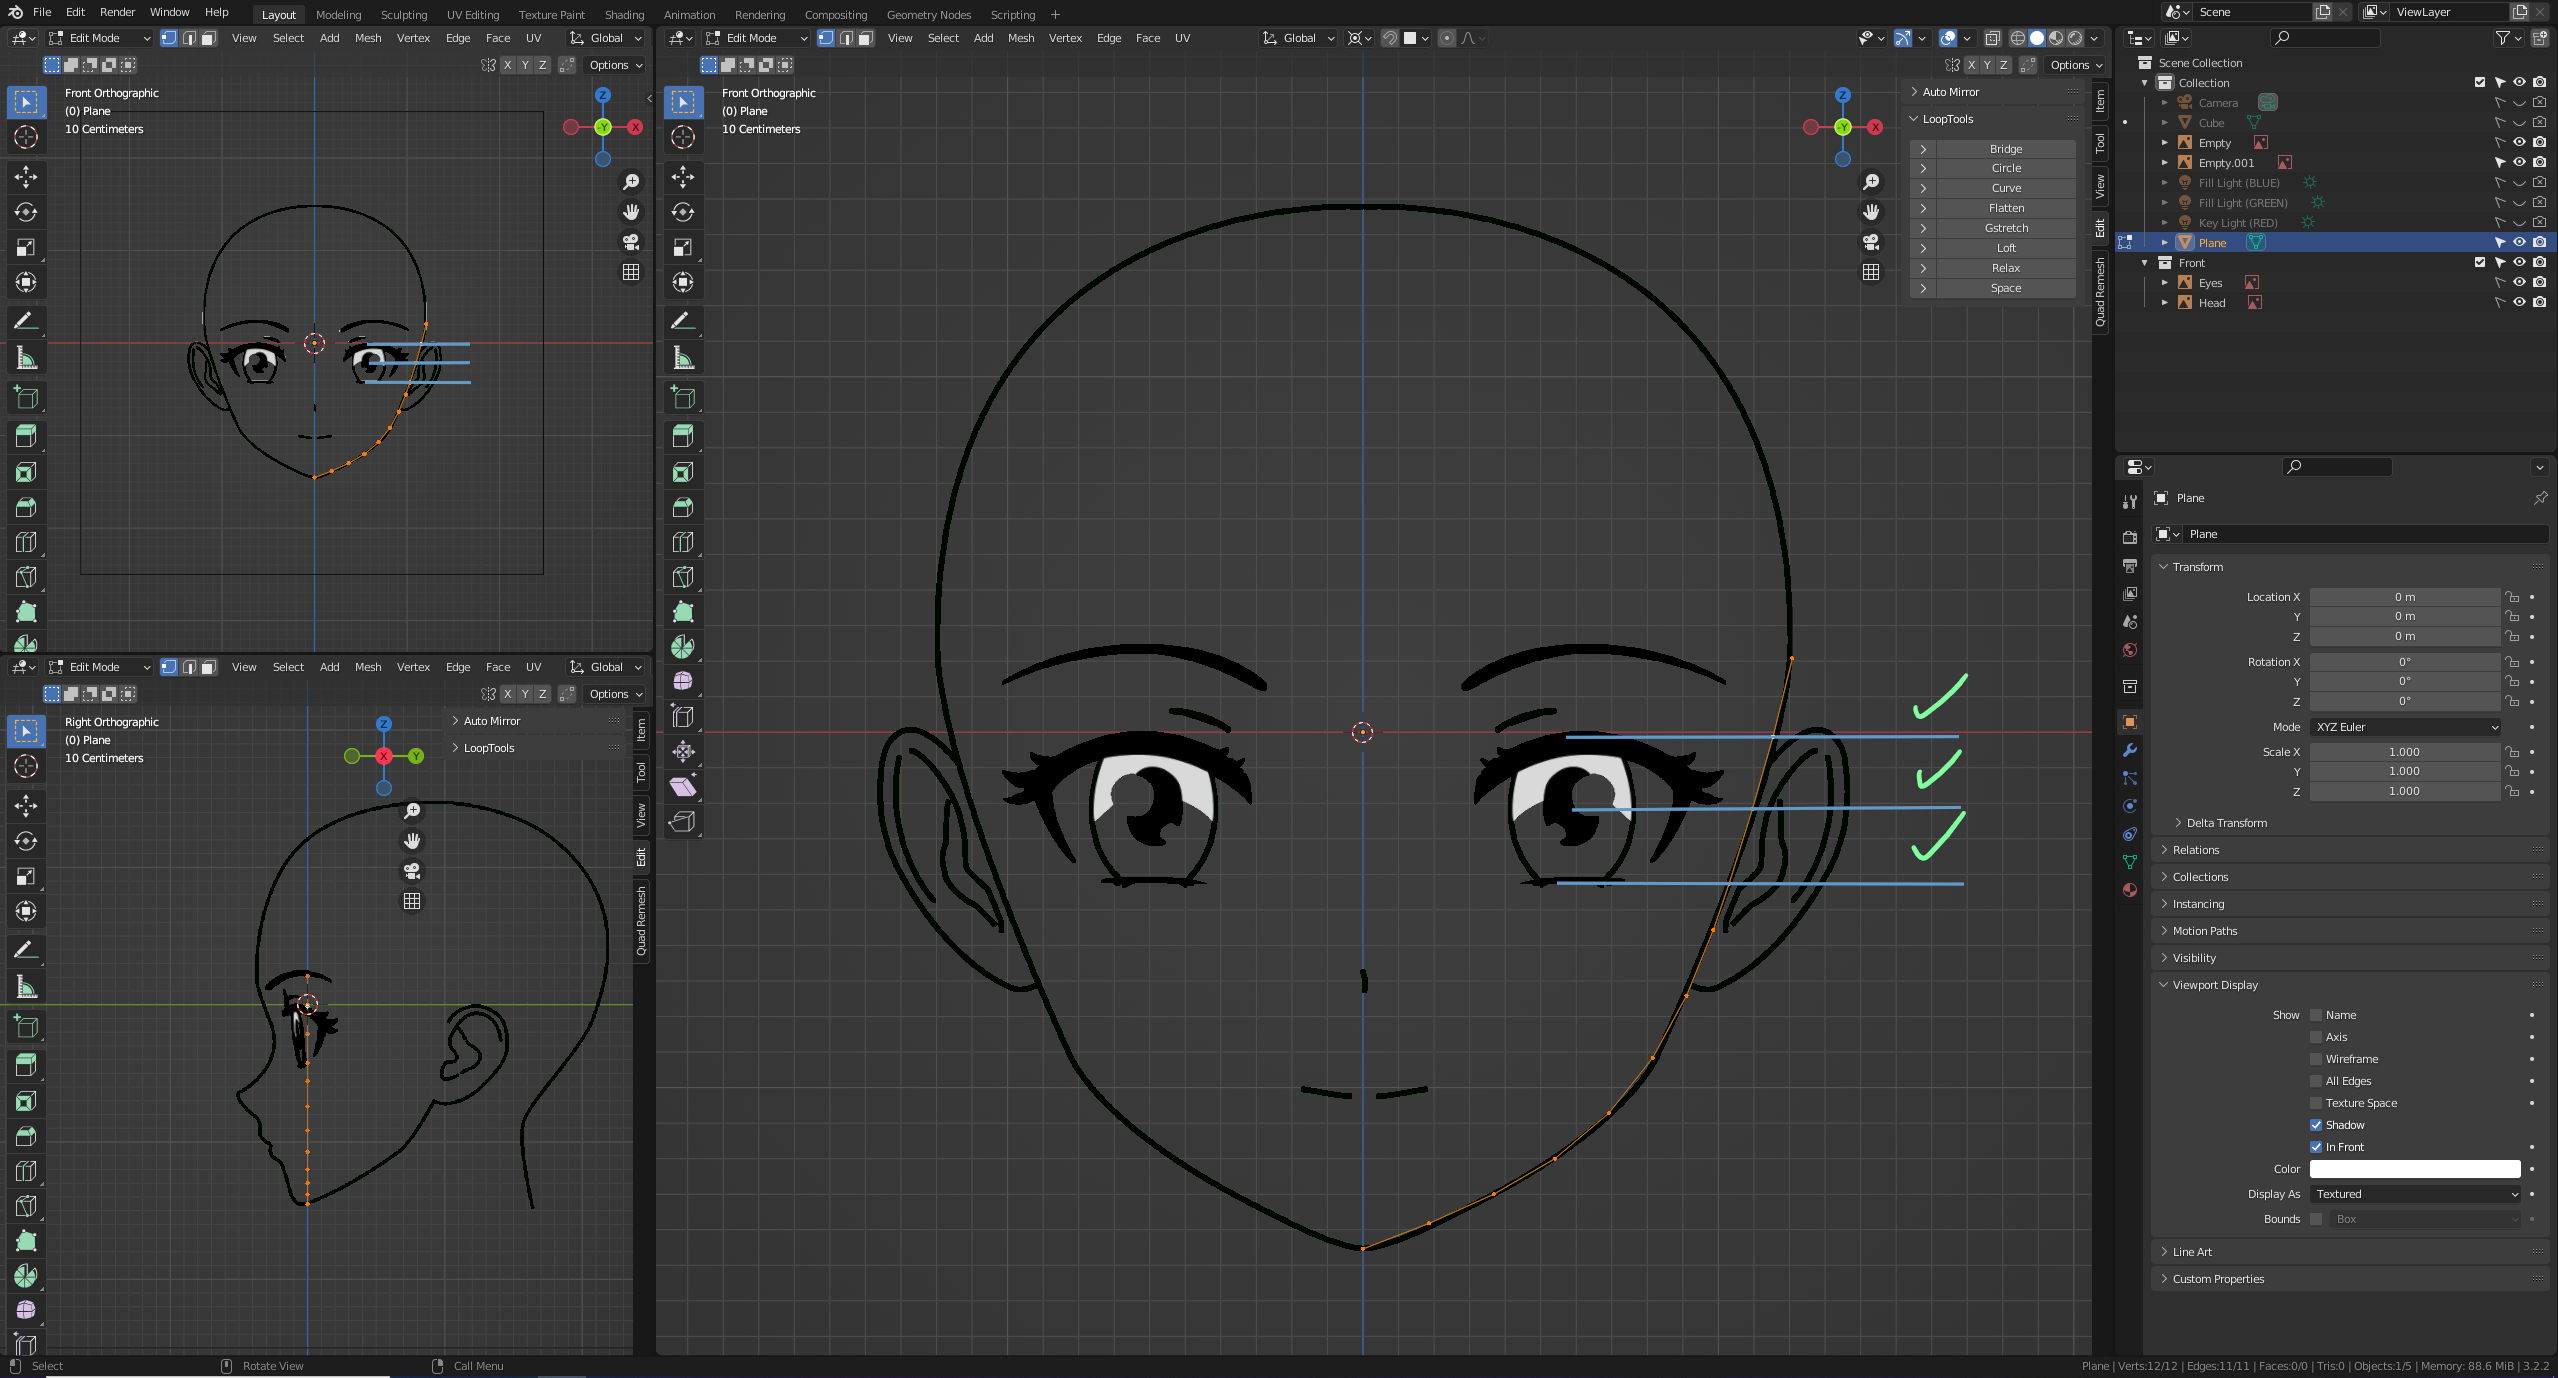 File Edit Render Window Help Layout Modeling Sculpting UV Editing Texture Paint Shading Animation Rendering Compositing Geometry Nodes Scripting + Scene ViewLayer
Edit Mode View Select Add Mesh Vertex Edge Face UV Global
X Y Z Options
Front Orthographic
(0) Plane
10 Centimeters
Z
Y
X
Edit Mode View Select Add Mesh Vertex Edge Face UV Global
X Y Z Options
Front Orthographic
(0) Plane
10 Centimeters
Z
Y
X
Auto Mirror
LoopTools
Bridge
Circle
Curve
Flatten
Gstretch
Loft
Relax
Space
Item
Tool
View
Edit
Quad Remesh
Edit Mode View Select Add Mesh Vertex Edge Face UV Global
X Y Z Options
Right Orthographic
(0) Plane
10 Centimeters
Z
X
Y
Auto Mirror
LoopTools
Item
Tool
View
Edit
Quad Remesh
Scene Collection
Collection
Camera
Cube
Empty
Empty.001
Fill Light (BLUE)
Fill Light (GREEN)
Key Light (RED)
Plane
Front
Eyes
Head
Plane
Plane
Transform
Location X 0 m
Y 0 m
Z 0 m
Rotation X 0°
Y 0°
Z 0°
Mode XYZ Euler
Scale X 1.000
Y 1.000
Z 1.000
Delta Transform
Relations
Collections
Instancing
Motion Paths
Visibility
Viewport Display
Show Name
Axis
Wireframe
All Edges
Texture Space
Shadow
In Front
Color
Display As Textured
Bounds Box
Line Art
Custom Properties
Select Rotate View Call Menu Plane | Verts:12/12 | Edges:11/11 | Faces:0/0 | Tris:0 | Objects:1/5 | Memory: 88.6 MiB | 3.2.2